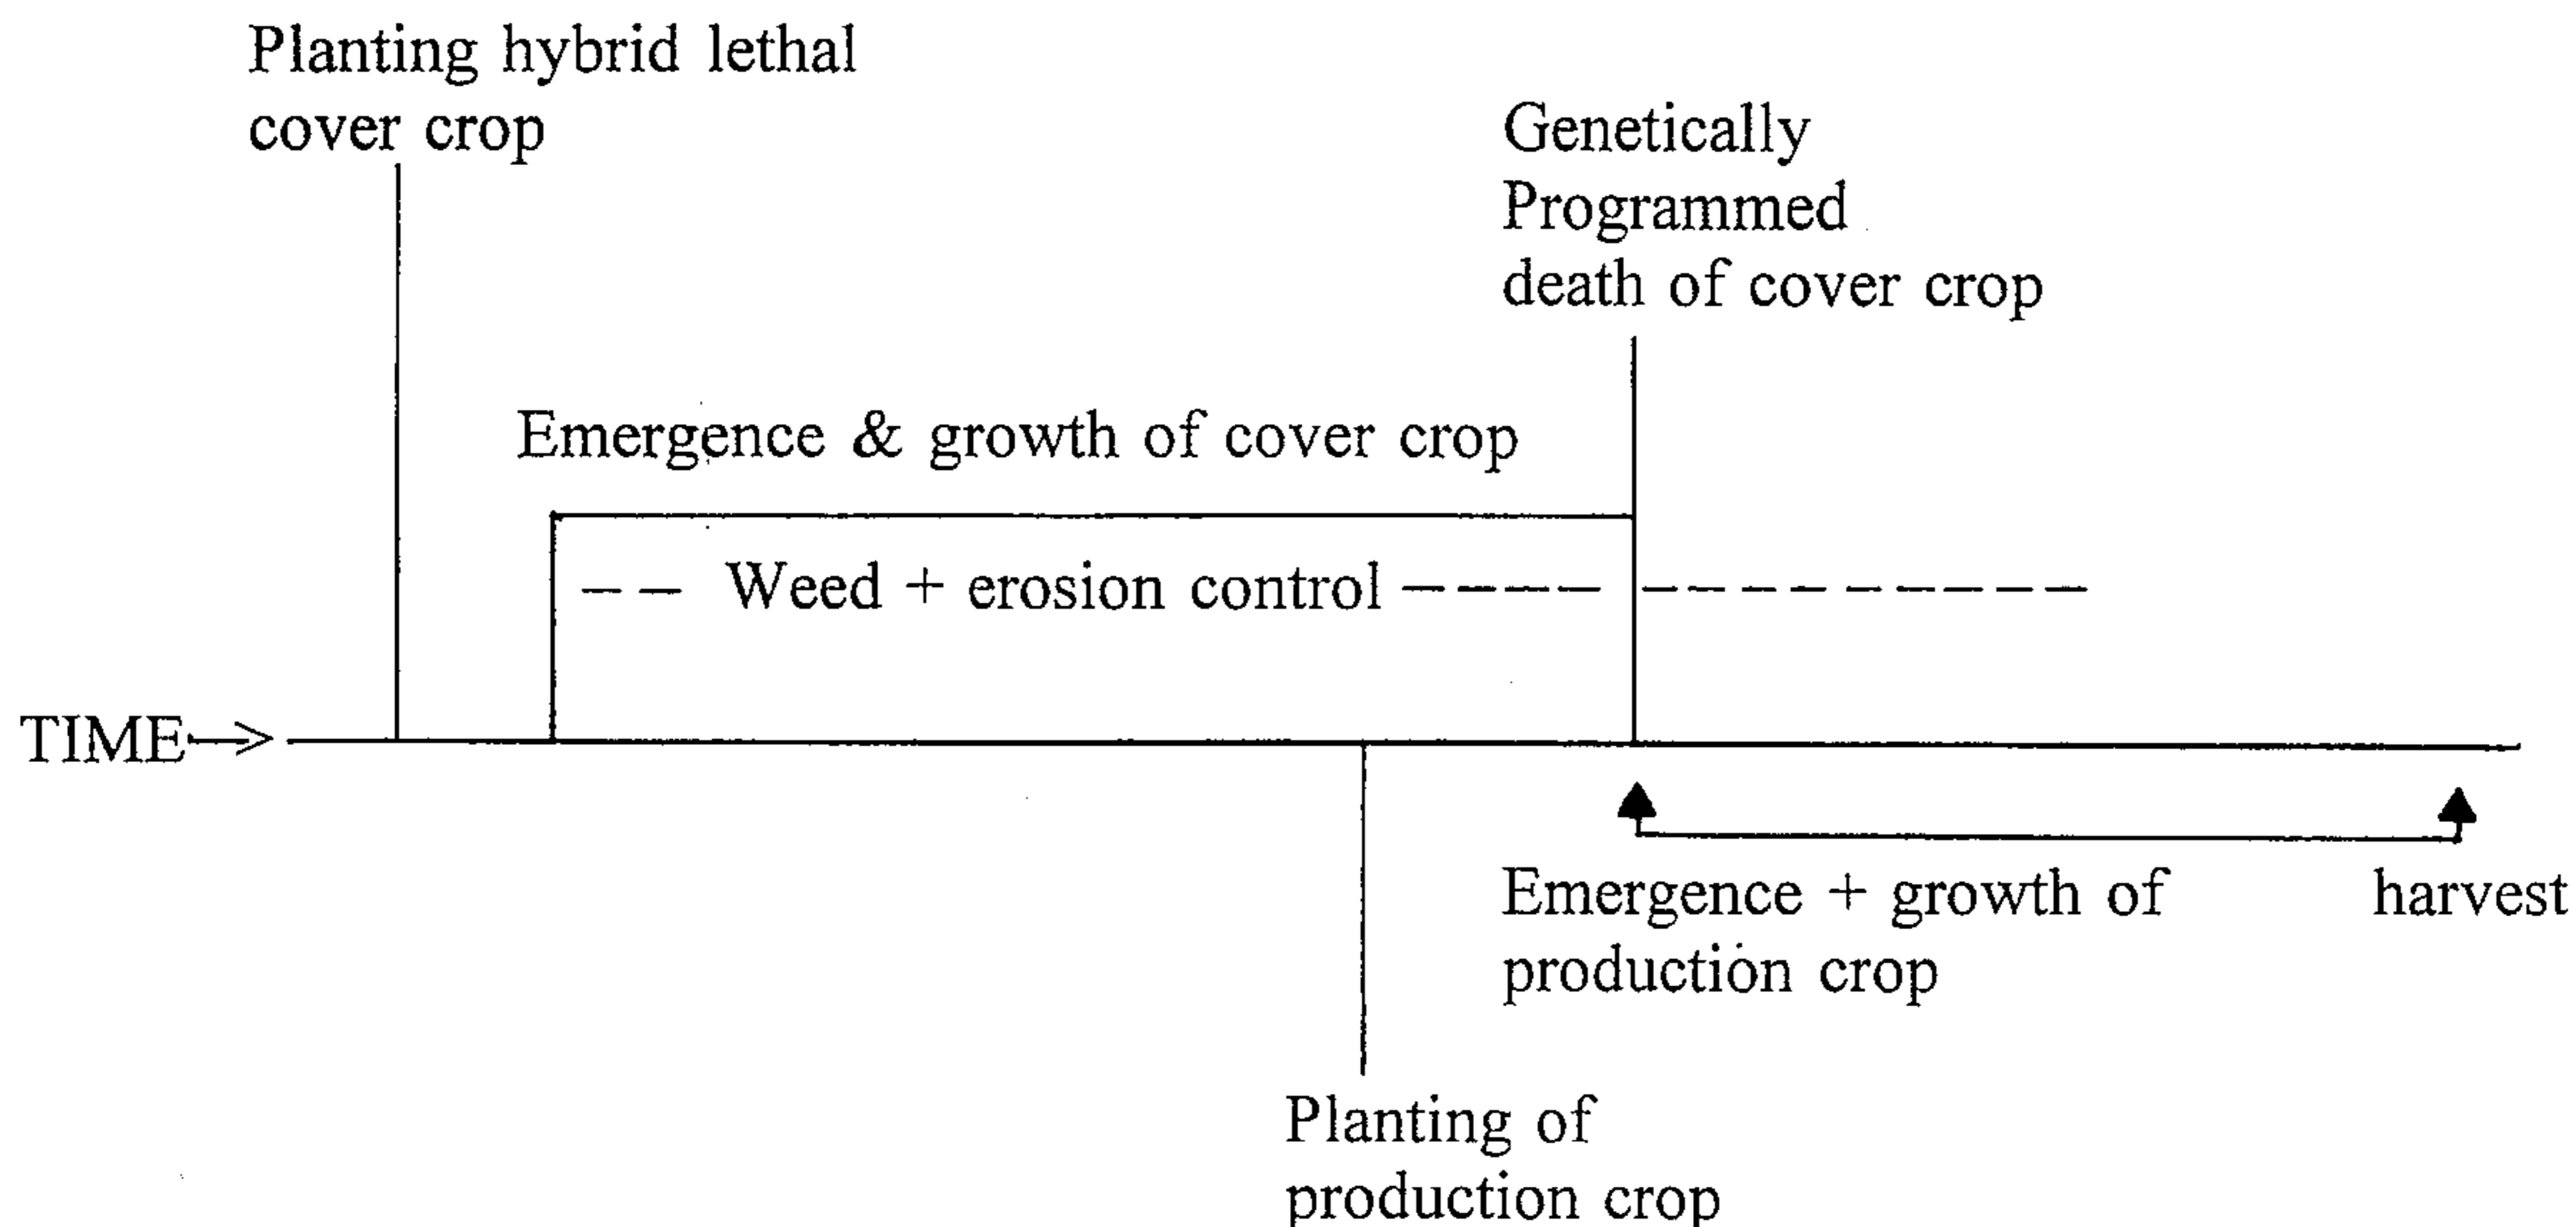 Planting hybrid lethal
cover crop
Genetically
Programmed
death of cover crop
Emergence & growth of cover crop
Weed + erosion control
TIME
Emergence + growth of
production crop
harvest
Planting of
production crop